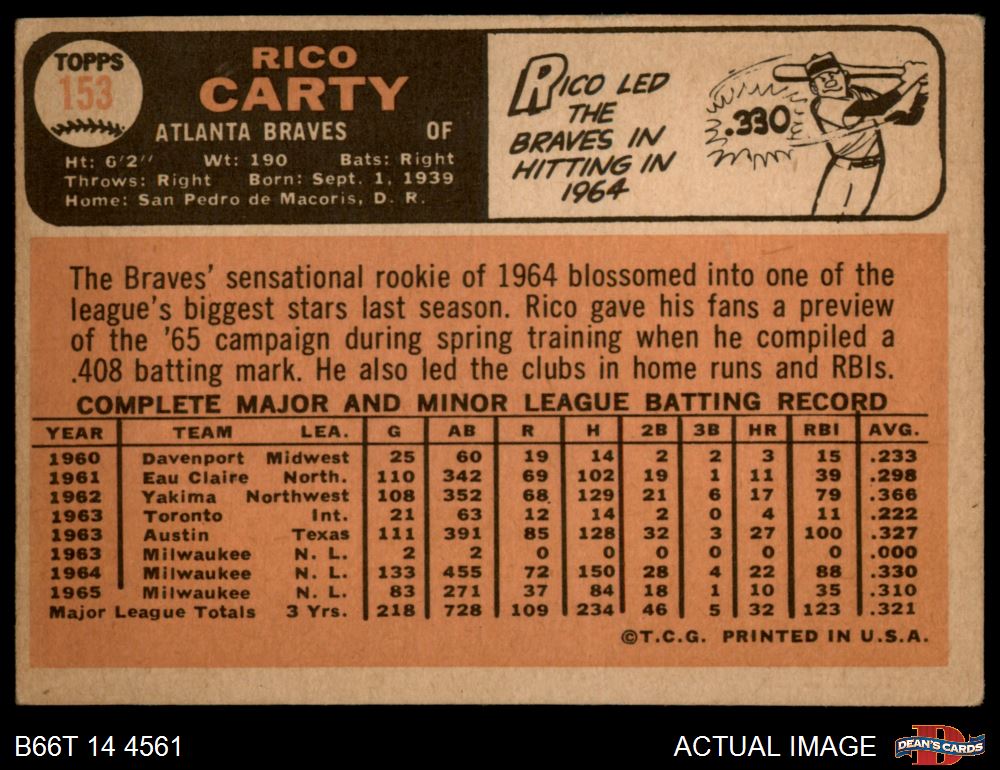 TOPPS
153
RICO
CARTY
ATLANTA BRAVES OF
Ht: 6'2" Wt: 190 Bats: Right
Throws: Right Born: Sept. 1, 1939
Home: San Pedro de Macoris, D. R.
RICO LED
THE
BRAVES IN
HITTING IN
1964
.330
The Braves' sensational rookie of 1964 blossomed into one of the
league's biggest stars last season. Rico gave his fans a preview
of the '65 campaign during spring training when he compiled a
.408 batting mark. He also led the clubs in home runs and RBIs.
COMPLETE MAJOR AND MINOR LEAGUE BATTING RECORD
YEAR TEAM LEA. G AB R H 2B 3B HR RBI AVG.
1960 Davenport Midwest 25 60 19 14 2 2 3 15 .233
1961 Eau Claire North. 110 342 69 102 19 1 11 39 .298
1962 Yakima Northwest 108 352 68 129 21 6 17 79 .366
1963 Toronto Int. 21 63 12 14 2 0 4 11 .222
1963 Austin Texas 111 391 85 128 32 3 27 100 .327
1963 Milwaukee N. L. 2 2 0 0 0 0 0 0 .000
1964 Milwaukee N. L. 133 455 72 150 28 4 22 88 .330
1965 Milwaukee N. L. 83 271 37 84 18 1 10 35 .310
Major League Totals 3 Yrs. 218 728 109 234 46 5 32 123 .321
©T.C.G. PRINTED IN U.S.A.
B66T 14 4561
ACTUAL IMAGE
D
DEAN'S CARDS